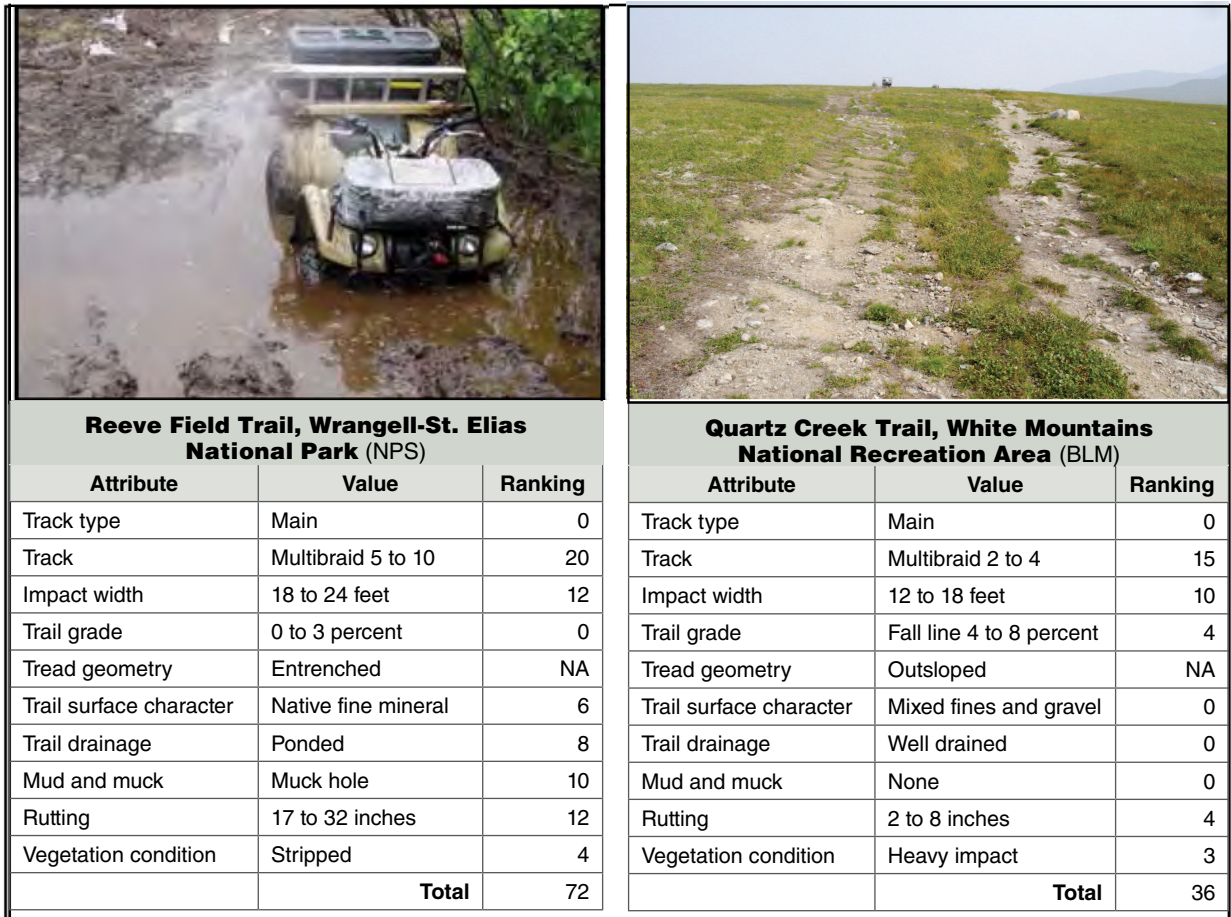 Reeve Field Trail, Wrangell-St. Elias
National Park (NPS)
Attribute Value Ranking
Track type Main 0
Track Multibraid 5 to 10 20
Impact width 18 to 24 feet 12
Trail grade 0 to 3 percent 0
Tread geometry Entrenched NA
Trail surface character Native fine mineral 6
Trail drainage Ponded 8
Mud and muck Muck hole 10
Rutting 17 to 32 inches 12
Vegetation condition Stripped 4
Total 72
Quartz Creek Trail, White Mountains
National Recreation Area (BLM)
Attribute Value Ranking
Track type Main 0
Track Multibraid 2 to 4 15
Impact width 12 to 18 feet 10
Trail grade Fall line 4 to 8 percent 4
Tread geometry Outsloped NA
Trail surface character Mixed fines and gravel 0
Trail drainage Well drained 0
Mud and muck None 0
Rutting 2 to 8 inches 4
Vegetation condition Heavy impact 3
Total 36